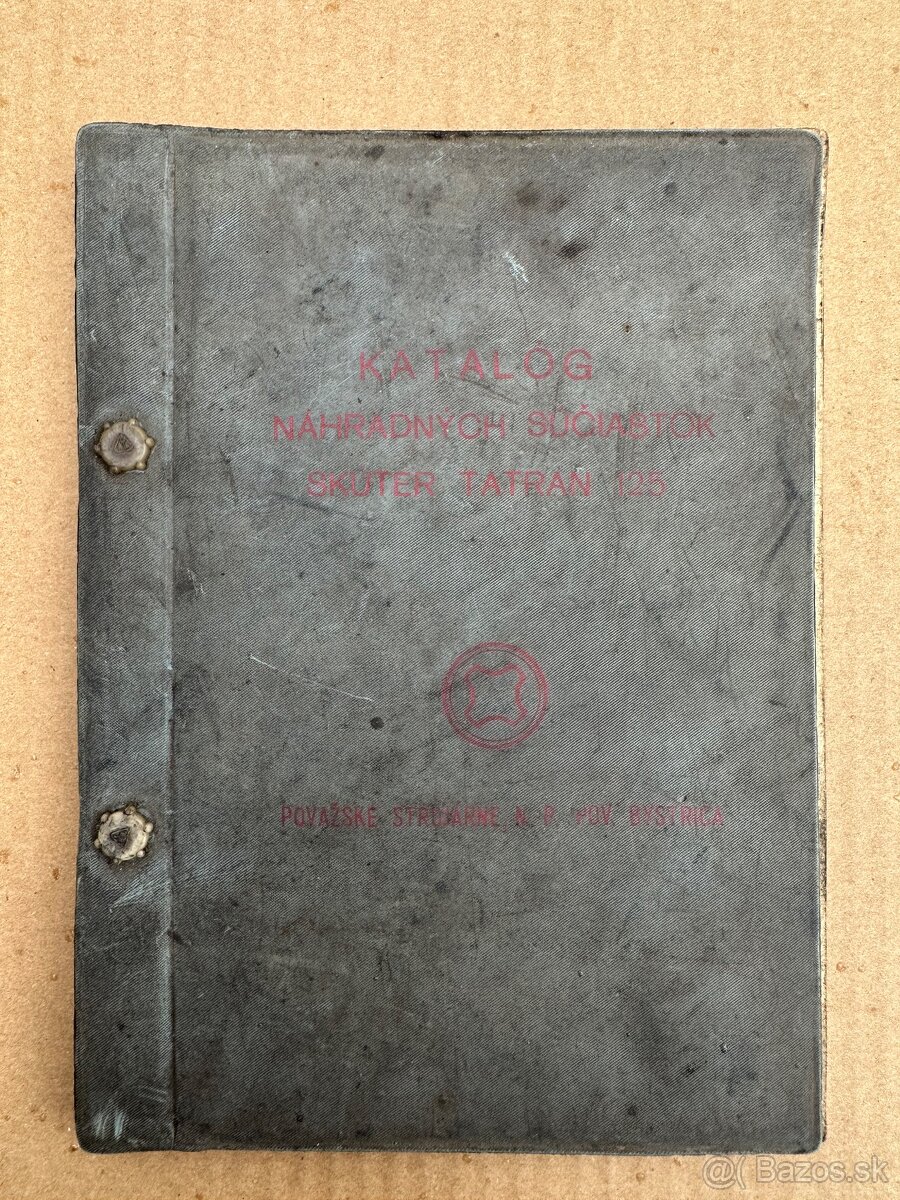 KATALÓG
NÁHRADNÝCH SÚČIASTOK
SKÚTER TATRAN 125
POVAŽSKÉ STROJÁRNE N. P. POV. BYSTRICA
@( Bazos.sk